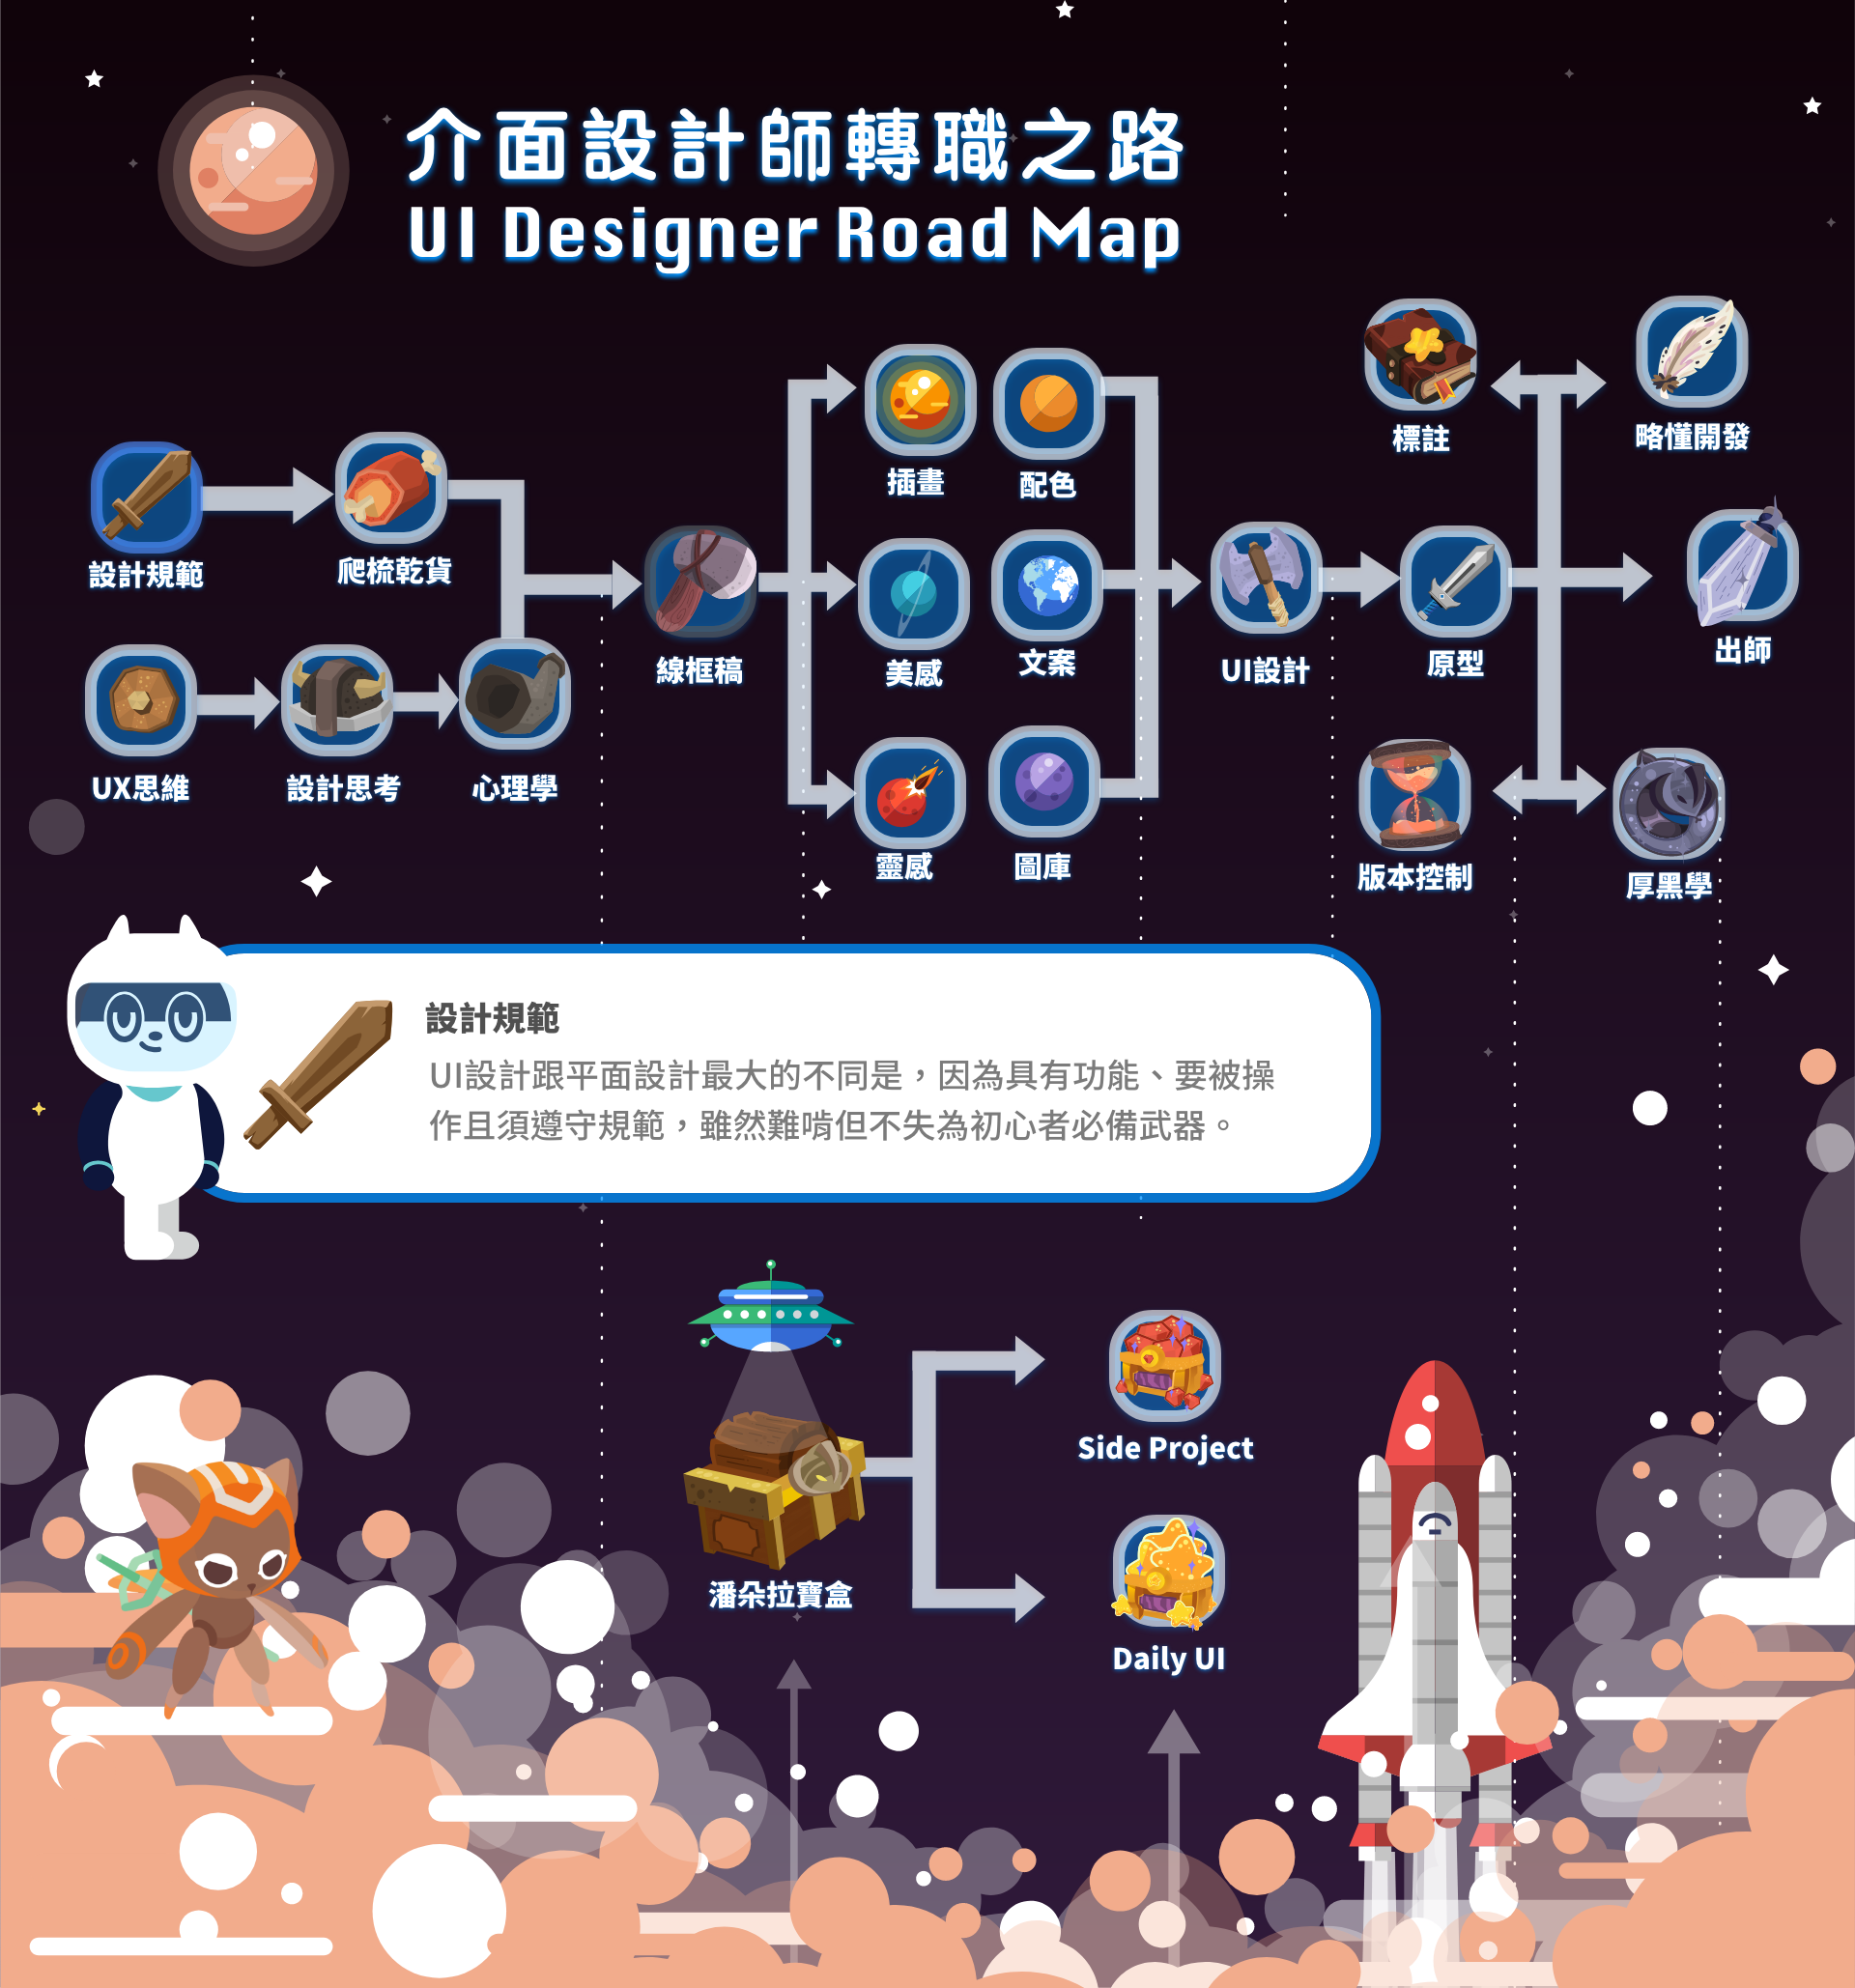 介面設計師轉職之路
UI Designer Road Map
標註
略懂開發
插畫
配色
設計規範
爬梳乾貨
線框稿
美感
文案
UI設計
原型
出師
UX思維
設計思考
心理學
靈感
圖庫
版本控制
厚黑學
設計規範
UI設計跟平面設計最大的不同是，因為具有功能、要被操
作且須遵守規範，雖然難啃但不失為初心者必備武器。
Side Project
潘朵拉寶盒
Daily UI